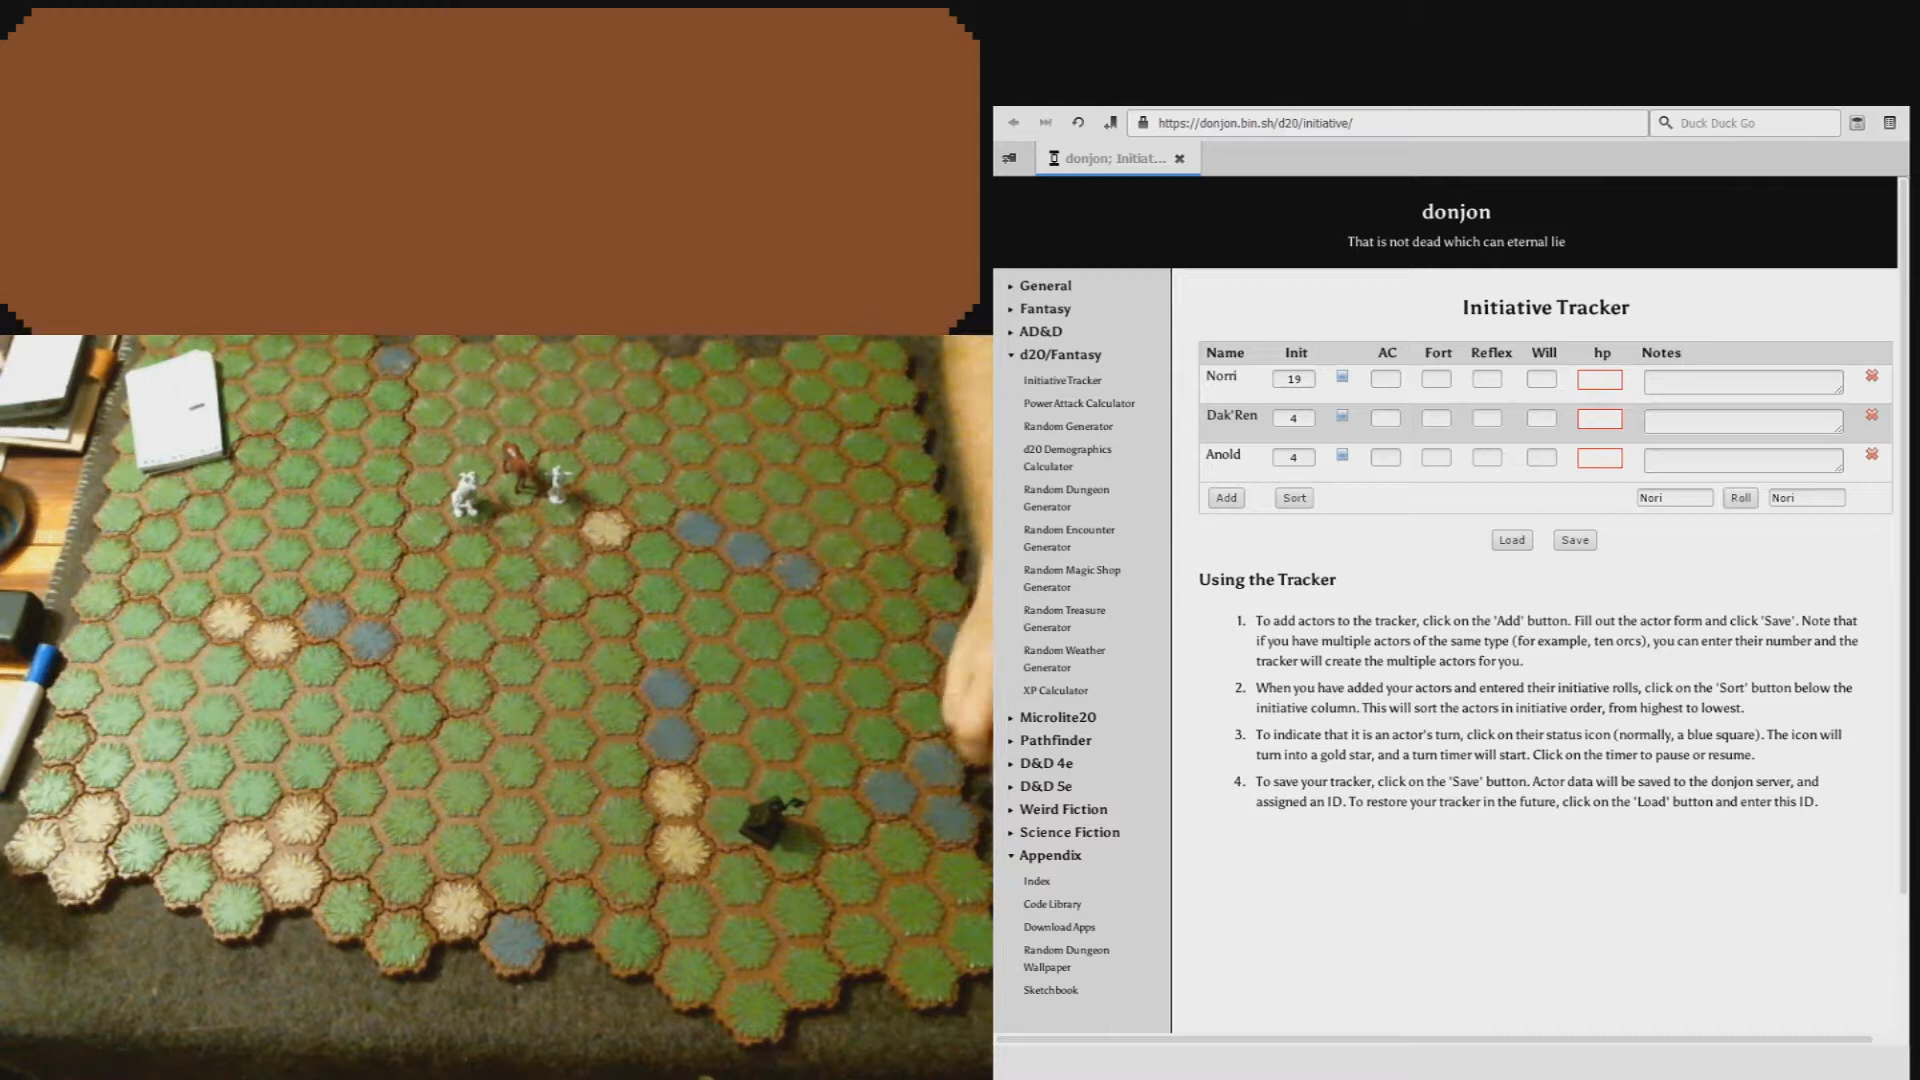 https://donjon.bin.sh/d20/initiative/
Duck Duck Go
donjon; Initiat...
donjon
That is not dead which can eternal lie
General
Fantasy
AD&D
d20/Fantasy
Initiative Tracker
Power Attack Calculator
Random Generator
d20 Demographics
Calculator
Random Dungeon
Generator
Random Encounter
Generator
Random Magic Shop
Generator
Random Treasure
Generator
Random Weather
Generator
XP Calculator
Microlite20
Pathfinder
D&D 4e
D&D 5e
Weird Fiction
Science Fiction
Appendix
Index
Code Library
Download Apps
Random Dungeon
Wallpaper
Sketchbook
Initiative Tracker
Name Init AC Fort Reflex Will hp Notes
Norri 19
Dak'Ren 4
Anold 4
Add Sort Nori Roll Nori
Load Save
Using the Tracker
1. To add actors to the tracker, click on the 'Add' button. Fill out the actor form and click 'Save'. Note that
if you have multiple actors of the same type (for example, ten orcs), you can enter their number and the
tracker will create the multiple actors for you.
2. When you have added your actors and entered their initiative rolls, click on the 'Sort' button below the
initiative column. This will sort the actors in initiative order, from highest to lowest.
3. To indicate that it is an actor's turn, click on their status icon (normally, a blue square). The icon will
turn into a gold star, and a turn timer will start. Click on the timer to pause or resume.
4. To save your tracker, click on the 'Save' button. Actor data will be saved to the donjon server, and
assigned an ID. To restore your tracker in the future, click on the 'Load' button and enter this ID.